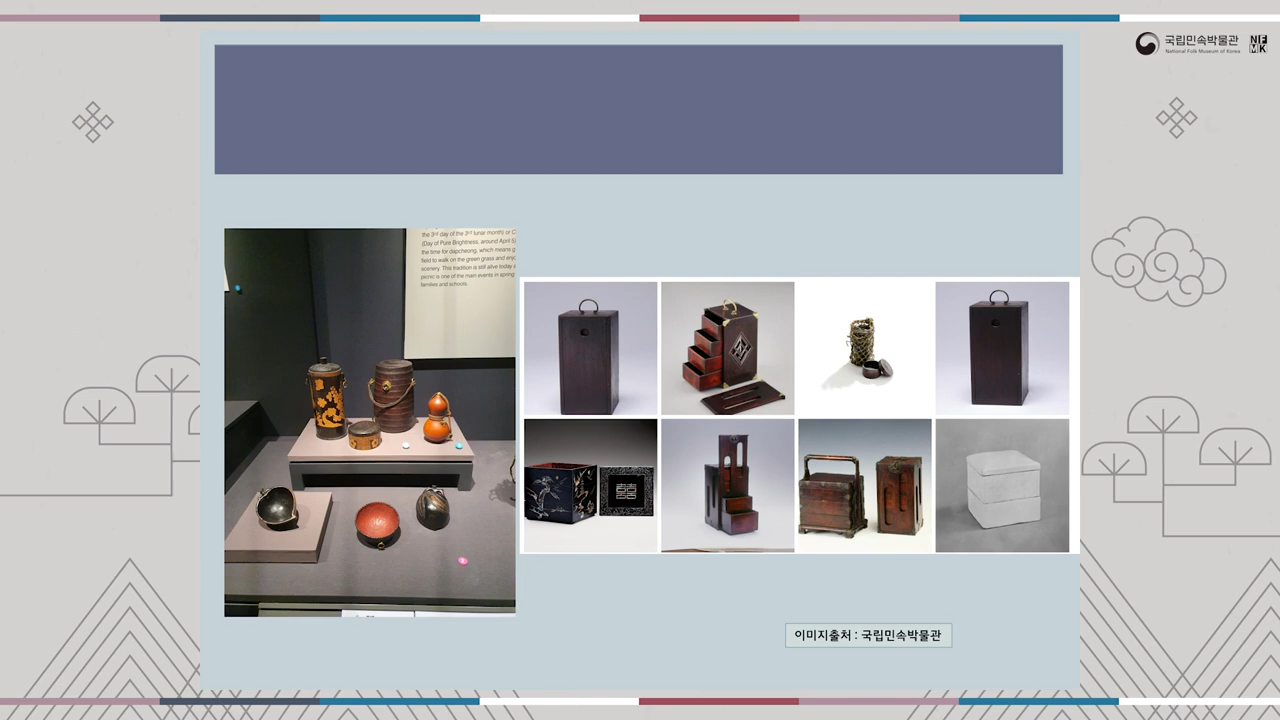 국립민속박물관
National Folk Museum of Korea
NF
MK
the 3rd day of the 3rd lunar month) or
(Day of Pure Brightness, around April 5)
the time for dapcheong, which means
field to walk on the green grass and
scenery. This tradition is still alive today
picnic is one of the main events in spring
families and schools.
이미지출처 : 국립민속박물관